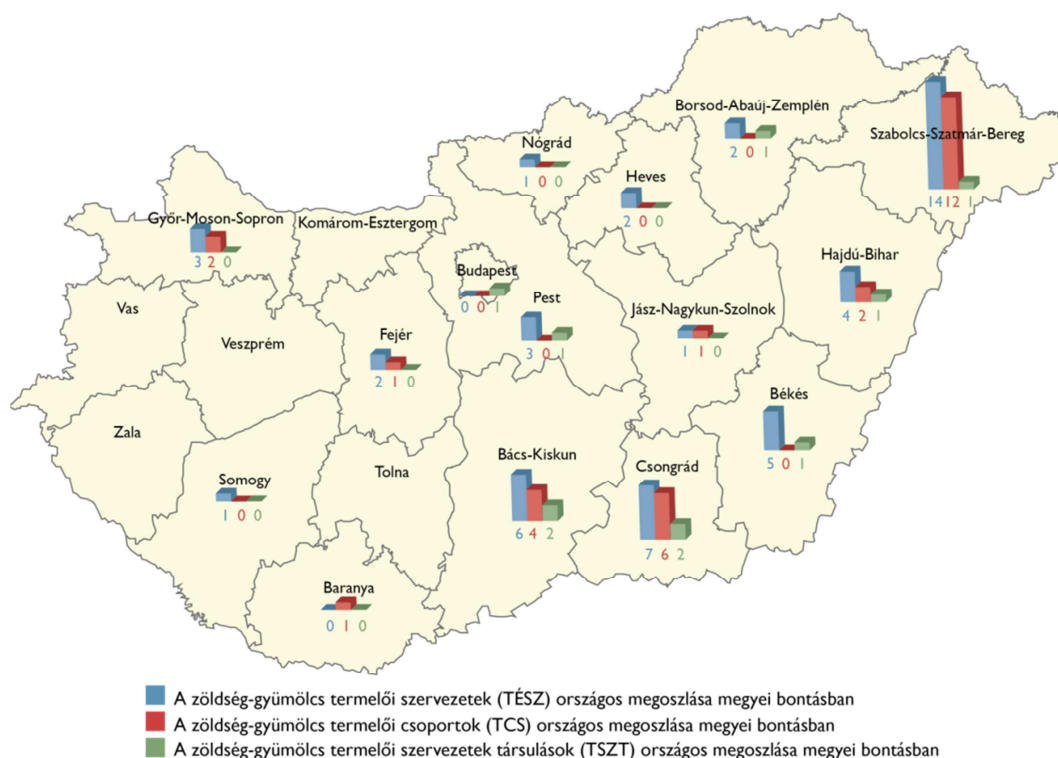 Borsod-Abaúj-Zemplén
2 0 1
Szabolcs-Szatmár-Bereg
14 12 1
Nógrád
1 0 0
Heves
2 0 0
Győr-Moson-Sopron
3 2 0
Komárom-Esztergom
Hajdú-Bihar
4 2 1
Budapest
0 0 1
Pest
3 0 1
Jász-Nagykun-Szolnok
1 1 0
Vas
Veszprém
Fejér
2 1 0
Békés
5 0 1
Zala
Somogy
1 0 0
Tolna
Bács-Kiskun
6 4 2
Csongrád
7 6 2
Baranya
0 1 0
A zöldség-gyümölcs termelői szervezetek (TÉSZ) országos megoszlása megyei bontásban
A zöldség-gyümölcs termelői csoportok (TCS) országos megoszlása megyei bontásban
A zöldség-gyümölcs termelői szervezetek társulások (TSZT) országos megoszlása megyei bontásban